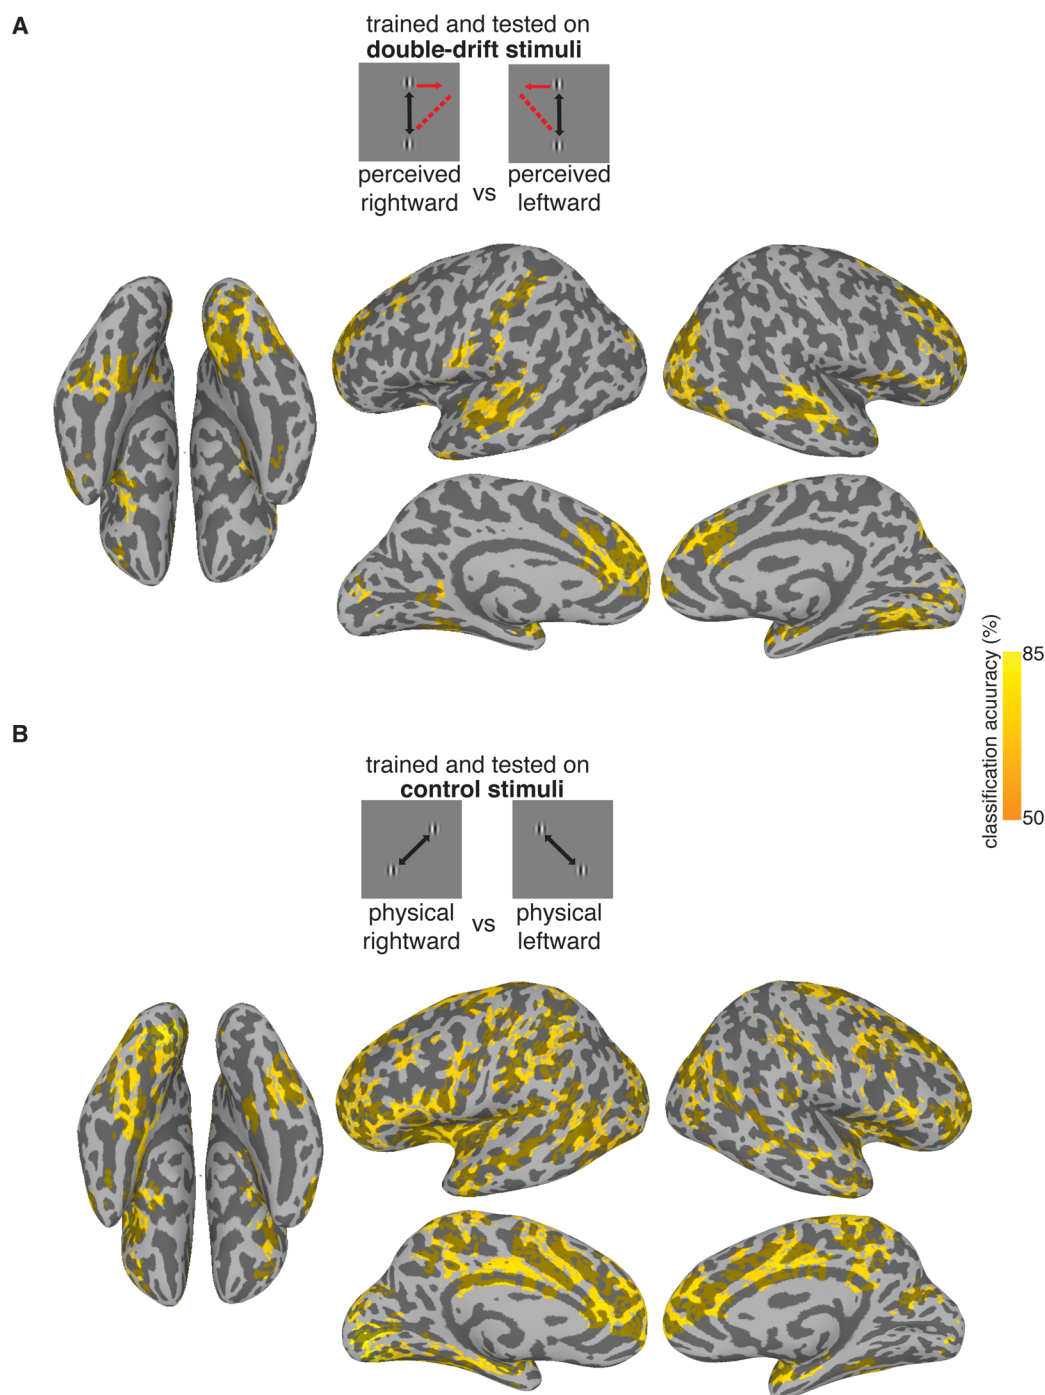 A
trained and tested on
double-drift stimuli
perceived
rightward
vs
perceived
leftward
classification acuuracy (%)
85
50
B
trained and tested on
control stimuli
physical
rightward
vs
physical
leftward